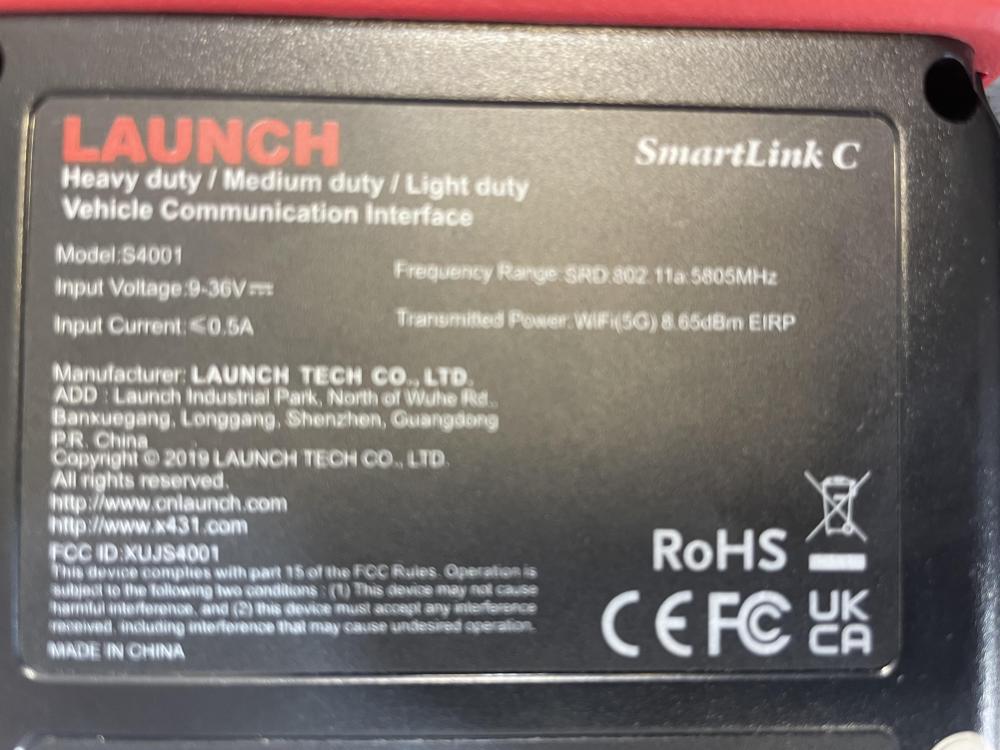 LAUNCH
SmartLink C
Heavy duty / Medium duty / Light duty
Vehicle Communication Interface
Model:S4001
Input Voltage:9-36V
Input Current:≤0.5A
Frequency Range:SRD:802.11a:5805MHz
Transmitted Power:WiFi(5G) 8.65dBm EIRP
Manufacturer: LAUNCH TECH CO., LTD.
ADD : Launch Industrial Park, North of Wuhe Rd.,
Banxuegang, Longgang, Shenzhen, Guangdong
P.R. China
Copyright © 2019 LAUNCH TECH CO., LTD.
All rights reserved.
http://www.cnlaunch.com
http://www.x431.com
FCC ID:XUJS4001
This device complies with part 15 of the FCC Rules. Operation is
subject to the following two conditions : (1) This device may not cause
harmful interference, and (2) this device must accept any interference
received, including interference that may cause undesired operation.
MADE IN CHINA
RoHS
CE FC UK
CA